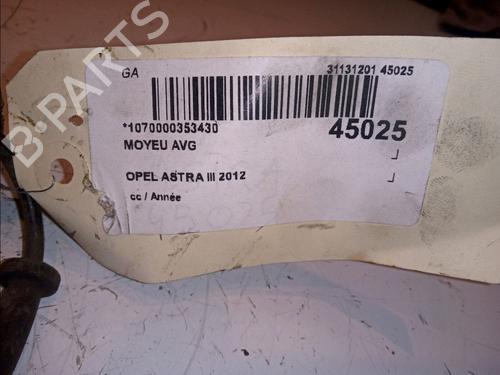 GA 31131201 45025
*1070000353430 45025
MOYEU AVG
OPEL ASTRA III 2012
cc / Année
B-PARTS